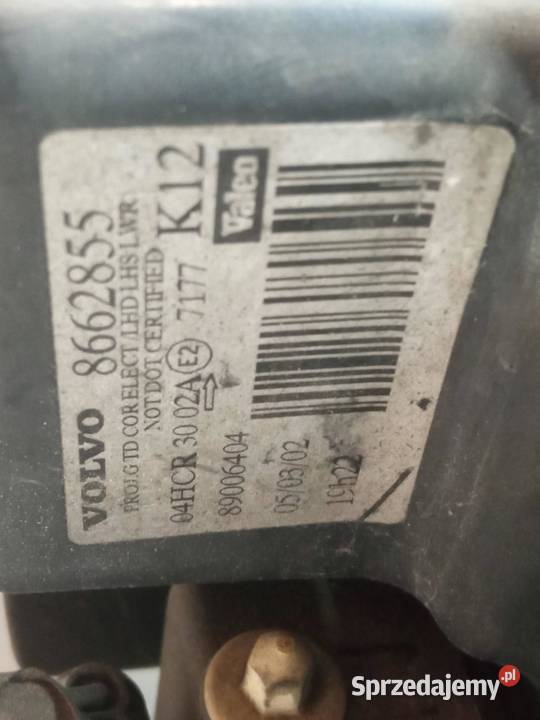 VOLVO 8662855
PROJ.G TD COR ELECT /LHD LHS LWR
NOT DOT CERTIFIED
04HCR 30 02A E2 7177 K12
89006404
Valeo
05/03/02
19h22
Sprzedajemy.pl